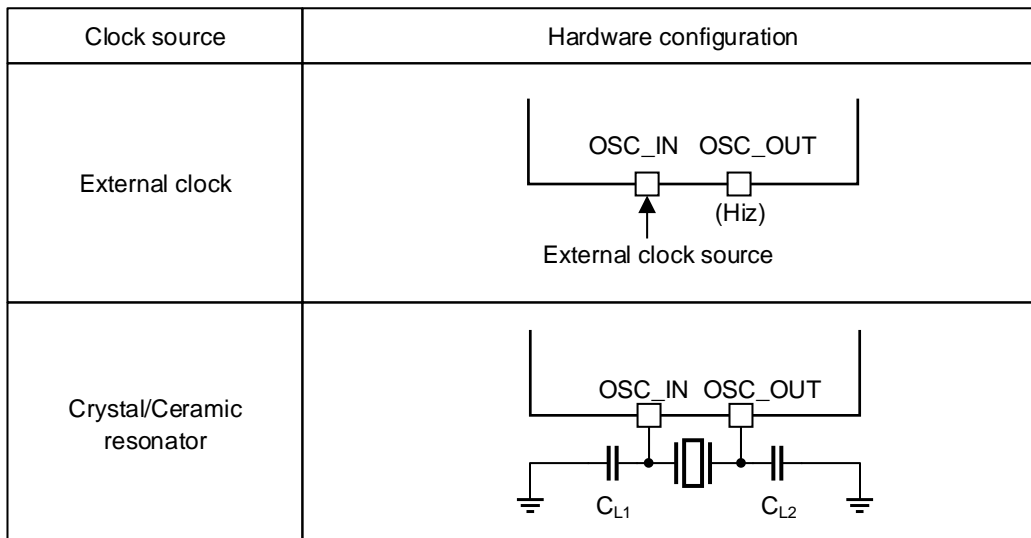 Clock source
Hardware configuration
External clock
OSC_IN OSC_OUT
(Hiz)
External clock source
Crystal/Ceramic
resonator
OSC_IN OSC_OUT
CL1
CL2